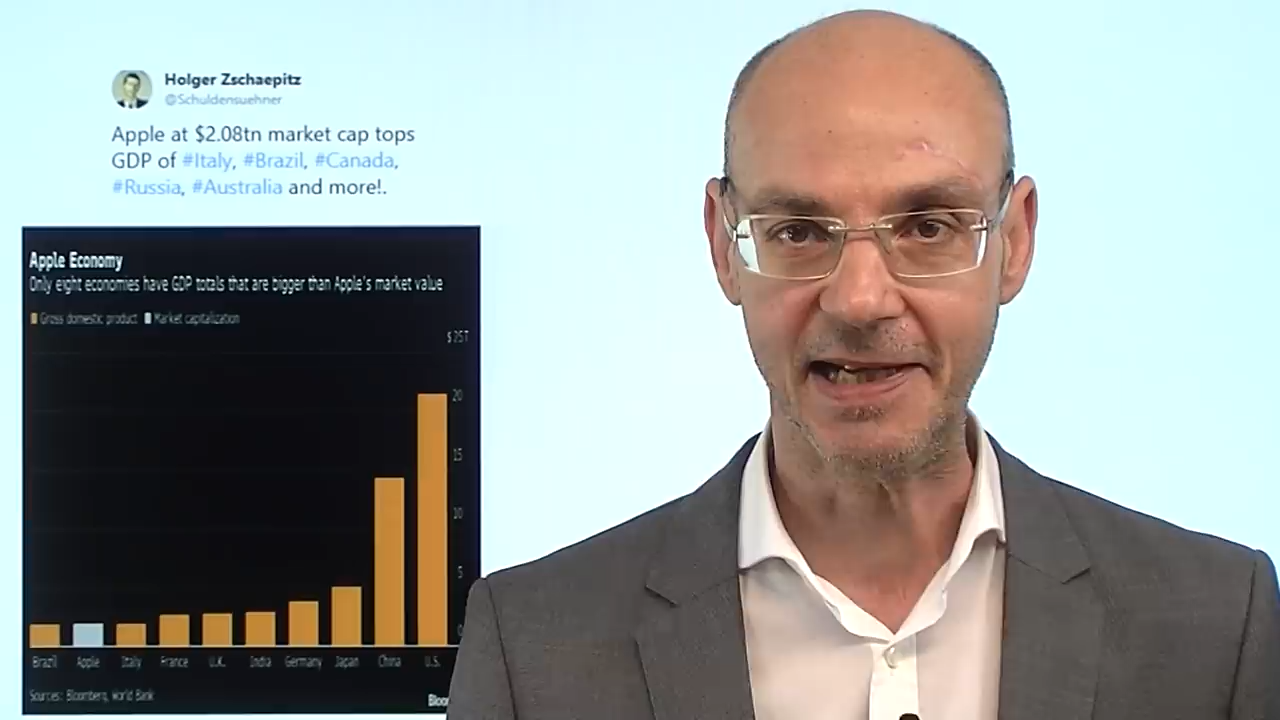 Holger Zschaepitz
@Schuldensuehner
Apple at $2.08tn market cap tops
GDP of #Italy, #Brazil, #Canada,
#Russia, #Australia and more!.
Apple Economy
Only eight economies have GDP totals that are bigger than Apple's market value
Gross domestic product Market capitalization
$25T
20
15
10
5
0
Brazil Apple Italy France U.K. India Germany Japan China U.S.
Sources: Bloomberg, World Bank
Bloo